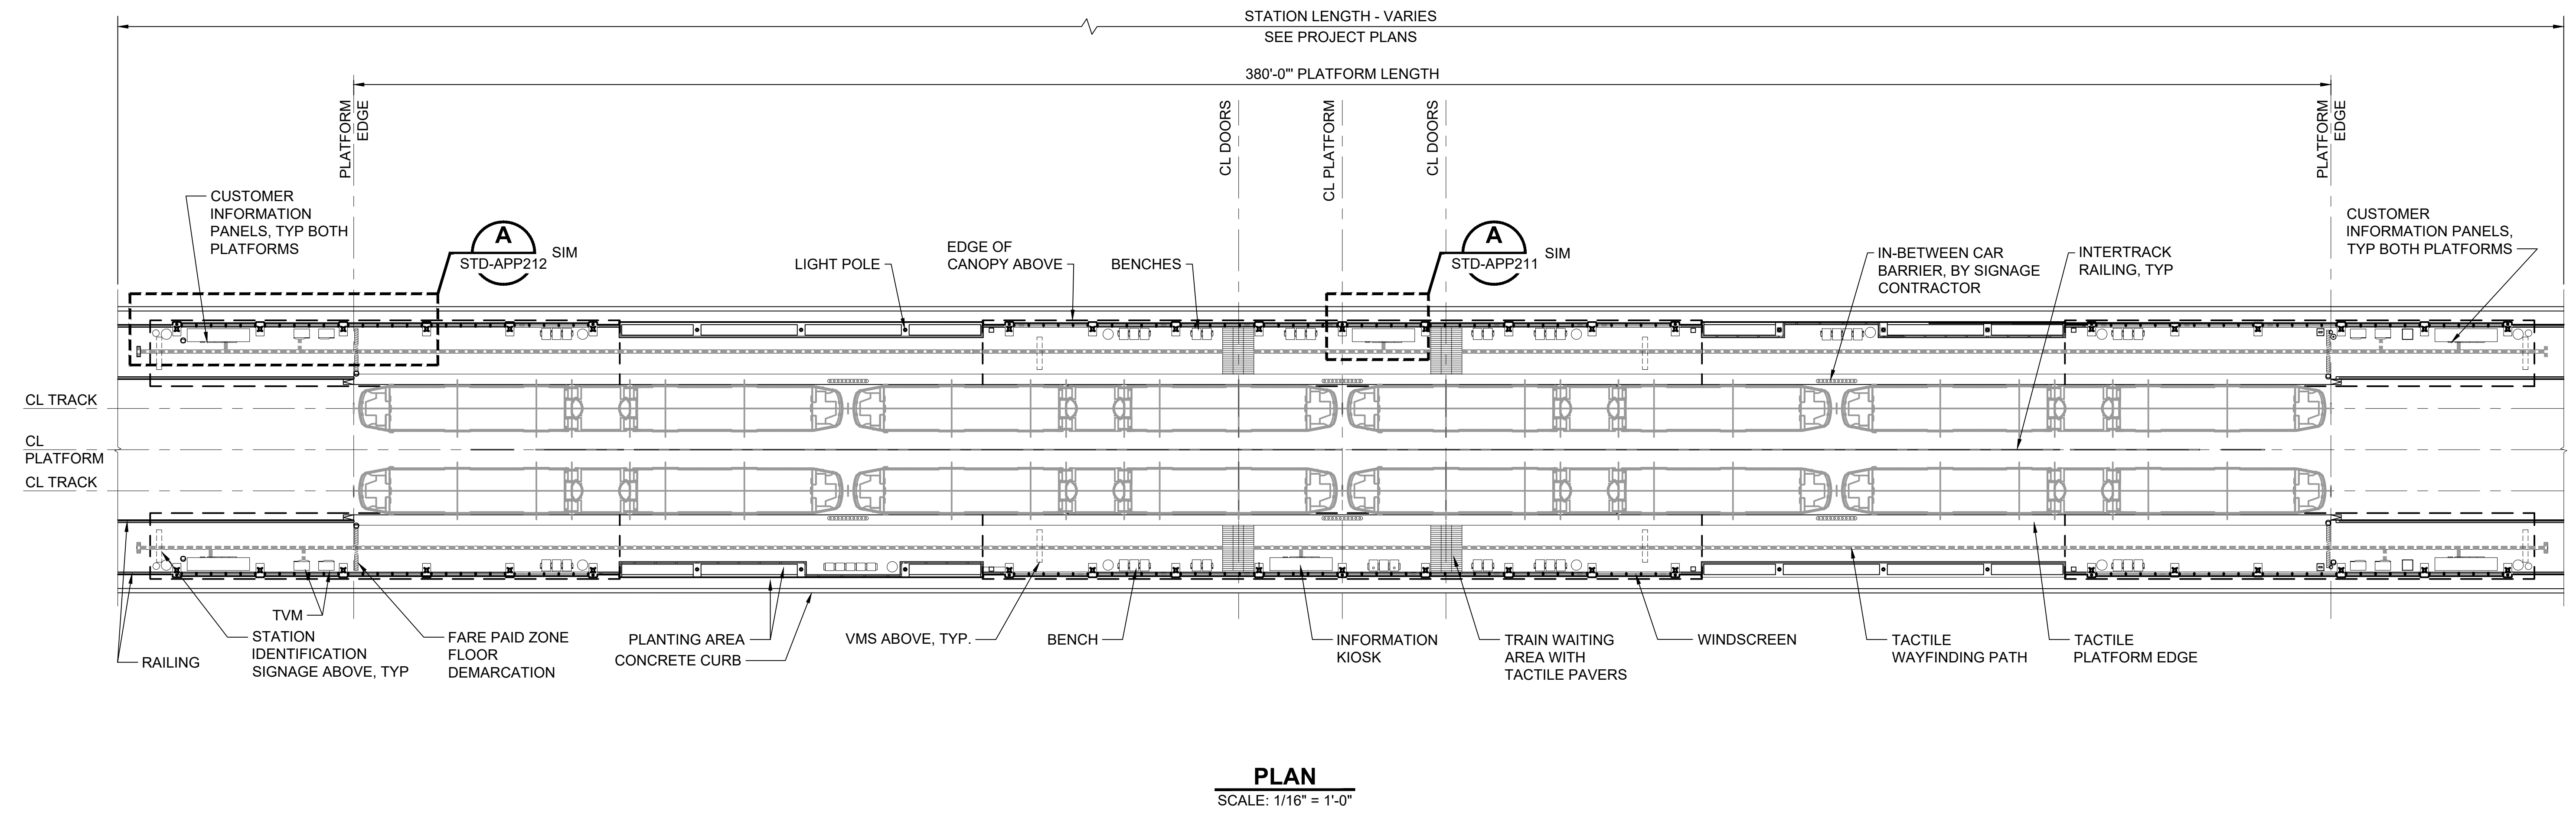 STATION LENGTH - VARIES
SEE PROJECT PLANS
380'-0"' PLATFORM LENGTH
PLATFORM
EDGE
CL DOORS
CL PLATFORM
CL DOORS
PLATFORM
EDGE
CUSTOMER
INFORMATION
PANELS, TYP BOTH
PLATFORMS
A
STD-APP212
SIM
LIGHT POLE
EDGE OF
CANOPY ABOVE
BENCHES
A
STD-APP211
SIM
IN-BETWEEN CAR
BARRIER, BY SIGNAGE
CONTRACTOR
INTERTRACK
RAILING, TYP
CUSTOMER
INFORMATION PANELS,
TYP BOTH PLATFORMS
CL TRACK
CL
PLATFORM
CL TRACK
RAILING
TVM
STATION
IDENTIFICATION
SIGNAGE ABOVE, TYP
FARE PAID ZONE
FLOOR
DEMARCATION
PLANTING AREA
CONCRETE CURB
VMS ABOVE, TYP.
BENCH
INFORMATION
KIOSK
TRAIN WAITING
AREA WITH
TACTILE PAVERS
WINDSCREEN
TACTILE
WAYFINDING PATH
TACTILE
PLATFORM EDGE
PLAN
SCALE: 1/16" = 1'-0"